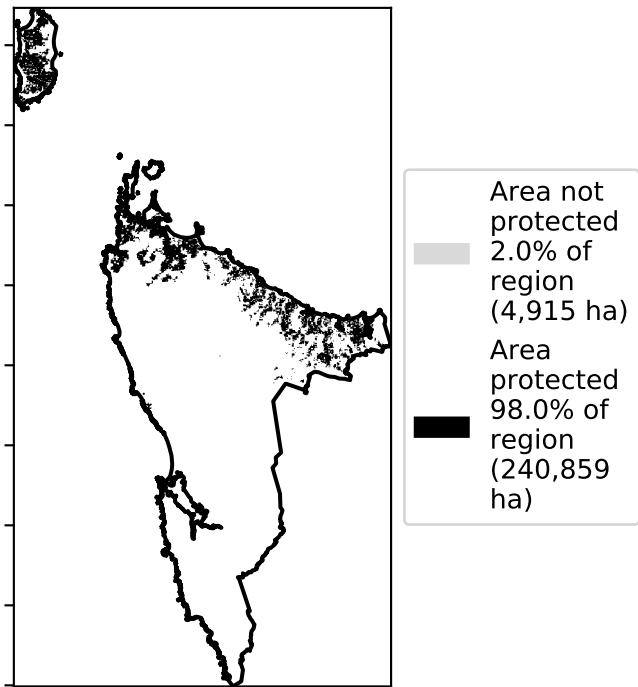 Area not
protected
2.0% of
region
(4,915 ha)
Area
protected
98.0% of
region
(240,859
ha)